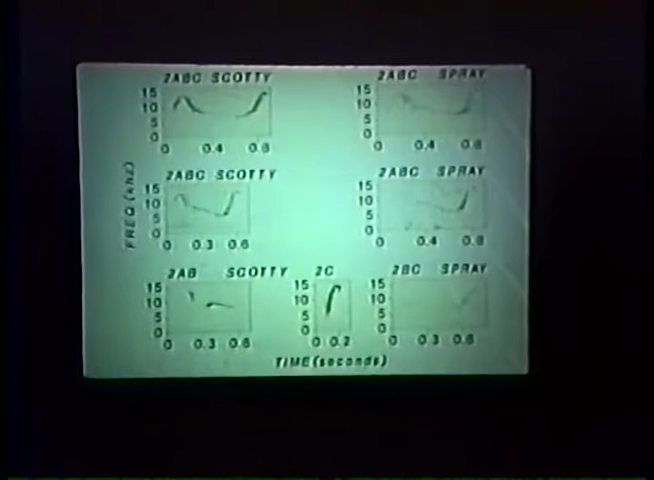 2ABC SCOTTY
2ABC SPRAY
15
10
5
0
0 0.4 0.8
15
10
5
0
0 0.4 0.8
2ABC SCOTTY
2ABC SPRAY
15
10
5
0
0 0.3 0.6
15
10
5
0
0 0.4 0.8
2AB SCOTTY
2C
2BC SPRAY
15
10
5
0
0 0.3 0.6
15
10
5
0
0 0.2
15
10
5
0
0 0.3 0.6
FREQ(kHz)
TIME(seconds)